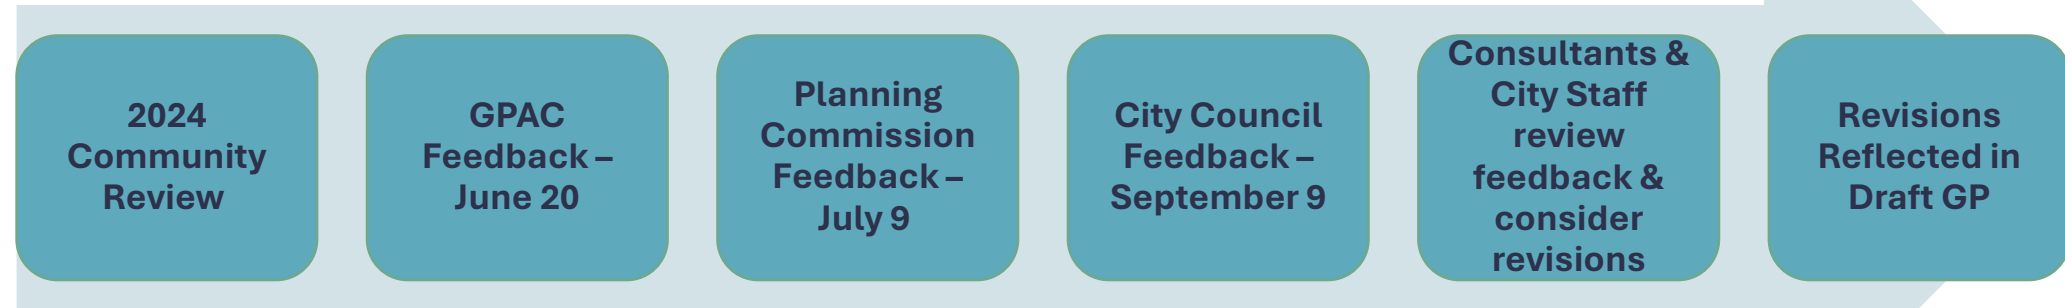 2024
Community
Review
GPAC
Feedback –
June 20
Planning
Commission
Feedback –
July 9
City Council
Feedback –
September 9
Consultants &
City Staff
review
feedback &
consider
revisions
Revisions
Reflected in
Draft GP